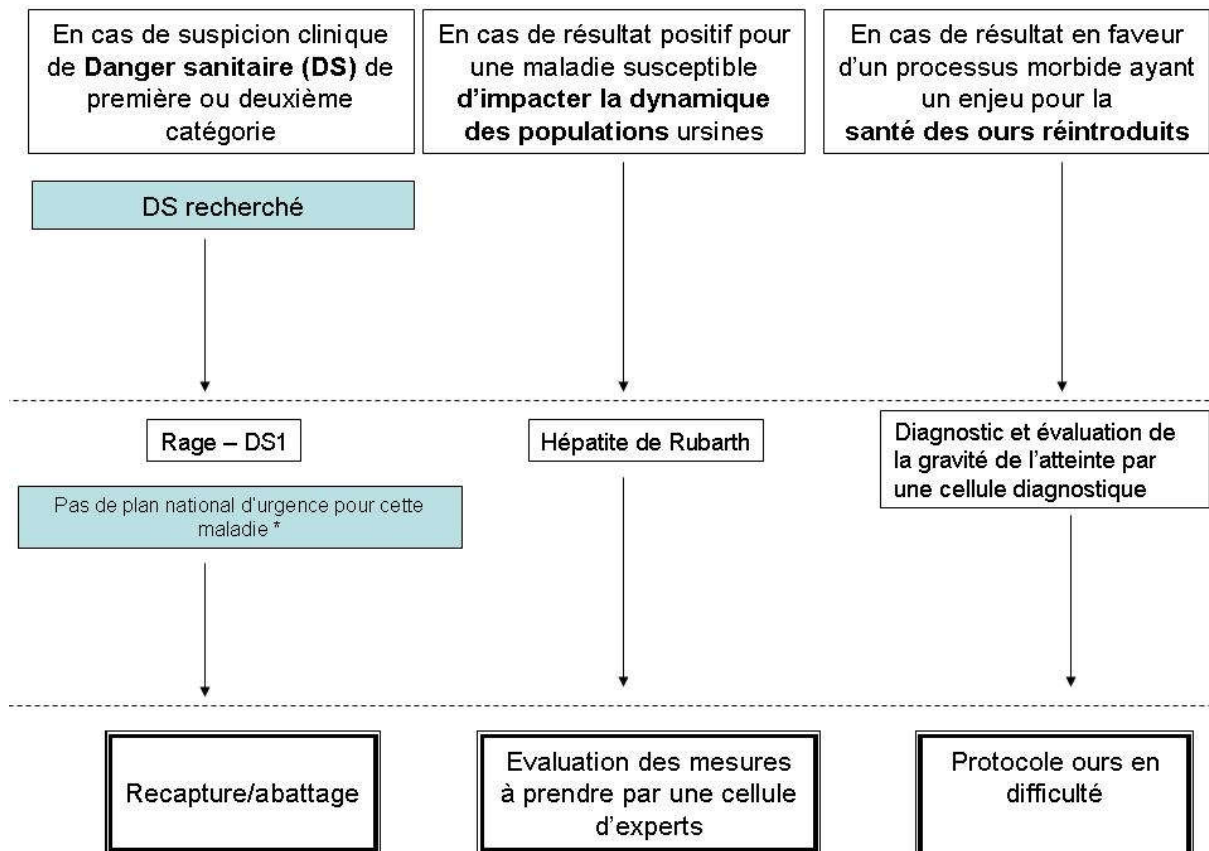 En cas de suspicion clinique
de Danger sanitaire (DS) de
première ou deuxième
catégorie
DS recherché
Rage – DS1
Pas de plan national d'urgence pour cette
maladie *
Recapture/abattage
En cas de résultat positif pour
une maladie susceptible
d'impacter la dynamique
des populations ursines
Hépatite de Rubarth
Evaluation des mesures
à prendre par une cellule
d'experts
En cas de résultat en faveur
d'un processus morbide ayant
un enjeu pour la
santé des ours réintroduits
Diagnostic et évaluation de
la gravité de l'atteinte par
une cellule diagnostique
Protocole ours en
difficulté